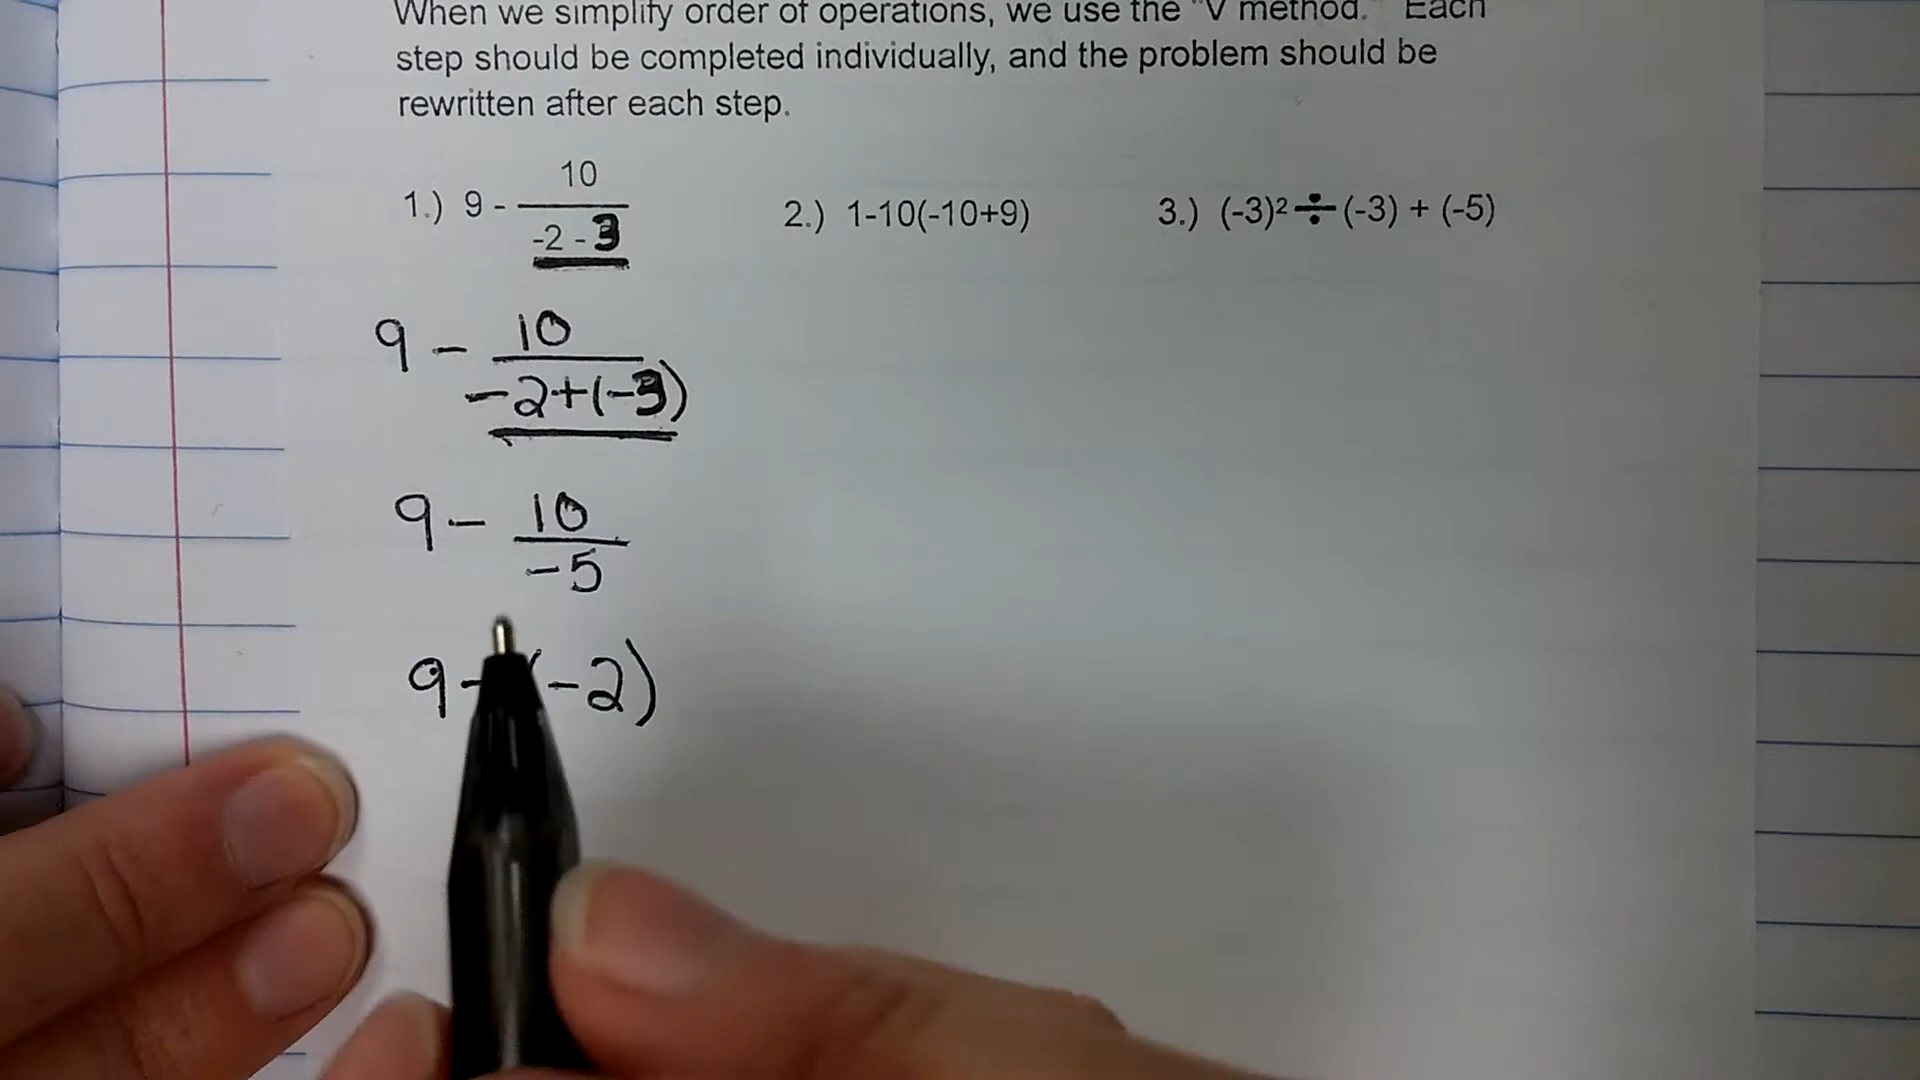 When we simplify order of operations, we use the "V method." Each
step should be completed individually, and the problem should be
rewritten after each step.
1.) 9 - 10 / -2 - 3
2.) 1-10(-10+9)
3.) (-3)² ÷ (-3) + (-5)
9 - 10 / -2+(-3)
9 - 10 / -5
9 - (-2)